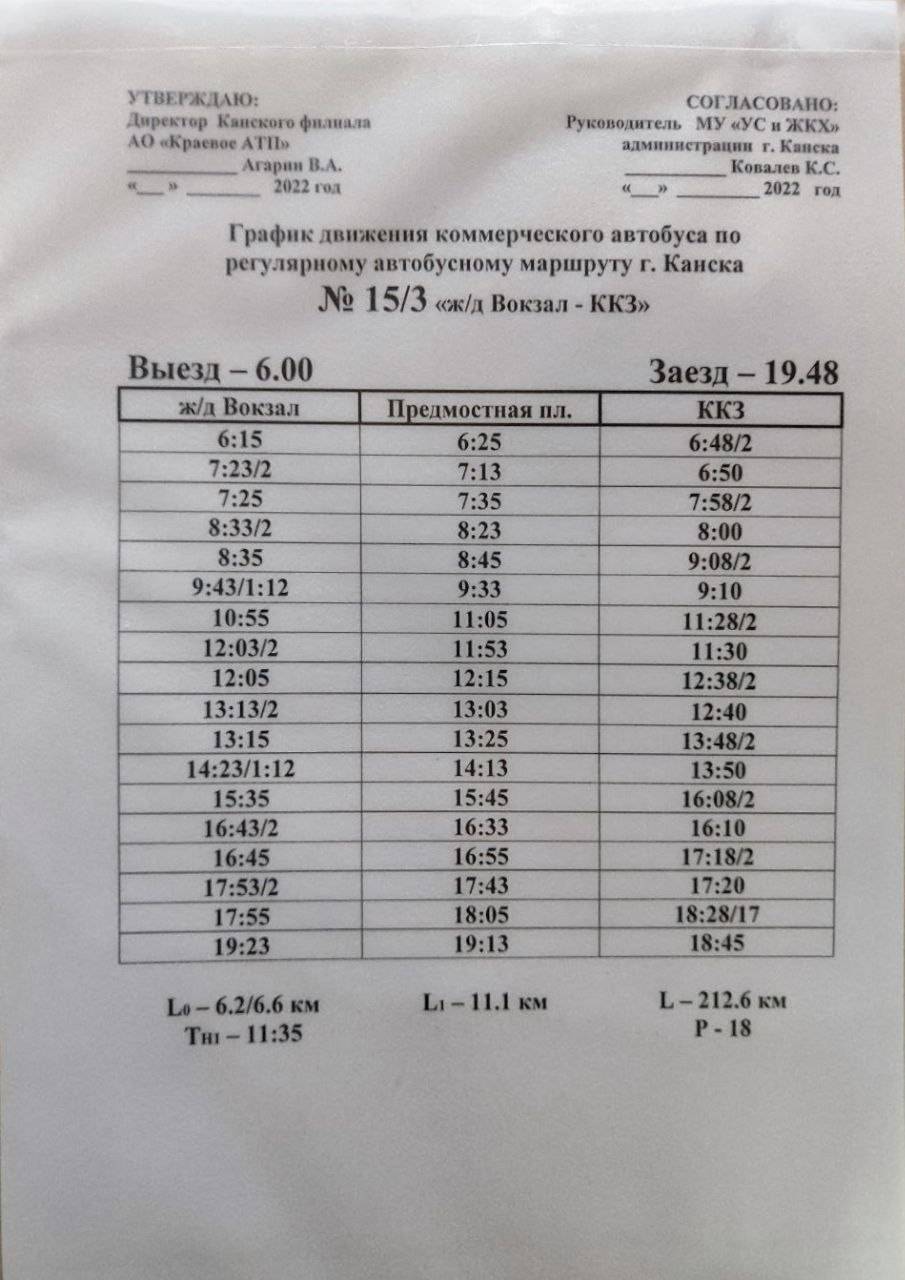 УТВЕРЖДАЮ:
Директор Канского филиала
АО «Краевое АТП»
____________ Агарин В.А.
«___ » ________ 2022 год
СОГЛАСОВАНО:
Руководитель МУ «УС и ЖКХ»
администрации г. Канска
___________ Ковалев К.С.
«___» _________ 2022 год
График движения коммерческого автобуса по
регулярному автобусному маршруту г. Канска
№ 15/3 «ж/д Вокзал - ККЗ»
Выезд – 6.00 Заезд – 19.48
ж/д Вокзал Предмостная пл. ККЗ
6:15 6:25 6:48/2
7:23/2 7:13 6:50
7:25 7:35 7:58/2
8:33/2 8:23 8:00
8:35 8:45 9:08/2
9:43/1:12 9:33 9:10
10:55 11:05 11:28/2
12:03/2 11:53 11:30
12:05 12:15 12:38/2
13:13/2 13:03 12:40
13:15 13:25 13:48/2
14:23/1:12 14:13 13:50
15:35 15:45 16:08/2
16:43/2 16:33 16:10
16:45 16:55 17:18/2
17:53/2 17:43 17:20
17:55 18:05 18:28/17
19:23 19:13 18:45
L0 – 6.2/6.6 км L1 – 11.1 км L – 212.6 км
Тн1 – 11:35 Р - 18